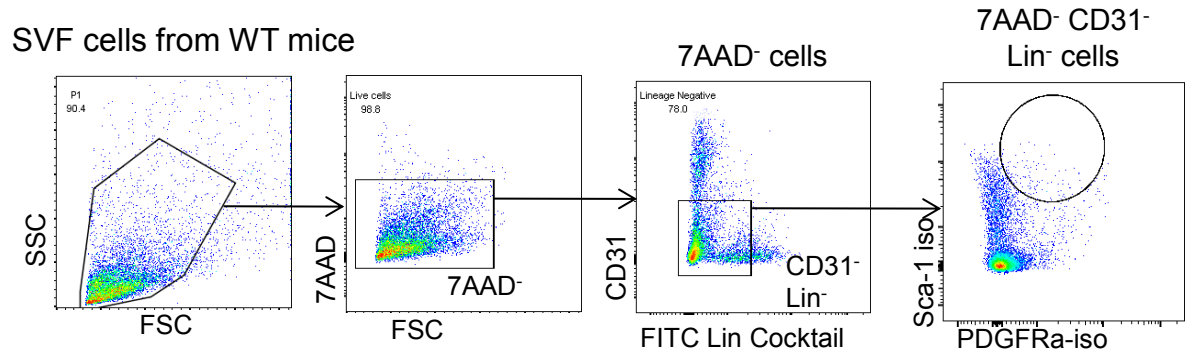 SVF cells from WT mice
P1
90.4
SSC
FSC
Live cells
98.8
7AAD
7AAD-
FSC
7AAD- cells
Lineage Negative
78.0
CD31
CD31-
Lin-
FITC Lin Cocktail
7AAD- CD31-
Lin- cells
Sca-1 iso
PDGFRa-iso